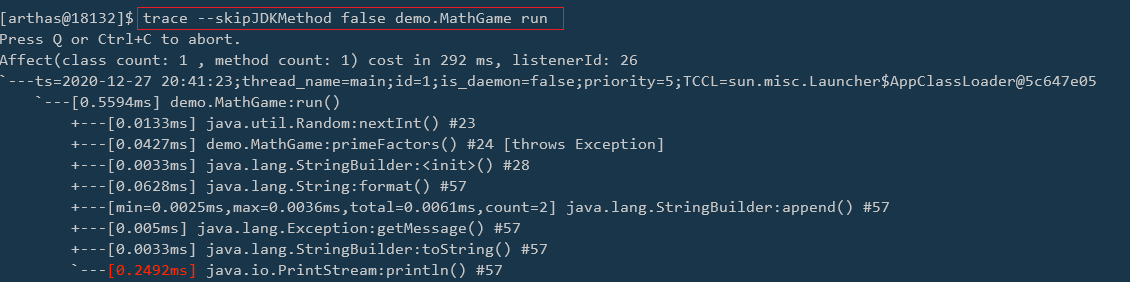 [arthas@18132]$ trace --skipJDKMethod false demo.MathGame run
Press Q or Ctrl+C to abort.
Affect(class count: 1 , method count: 1) cost in 292 ms, listenerId: 26
`---ts=2020-12-27 20:41:23;thread_name=main;id=1;is_daemon=false;priority=5;TCCL=sun.misc.Launcher$AppClassLoader@5c647e05
    `---[0.5594ms] demo.MathGame:run()
        +---[0.0133ms] java.util.Random:nextInt() #23
        +---[0.0427ms] demo.MathGame:primeFactors() #24 [throws Exception]
        +---[0.0033ms] java.lang.StringBuilder:<init>() #28
        +---[0.0628ms] java.lang.String:format() #57
        +---[min=0.0025ms,max=0.0036ms,total=0.0061ms,count=2] java.lang.StringBuilder:append() #57
        +---[0.005ms] java.lang.Exception:getMessage() #57
        +---[0.0033ms] java.lang.StringBuilder:toString() #57
        `---[0.2492ms] java.io.PrintStream:println() #57